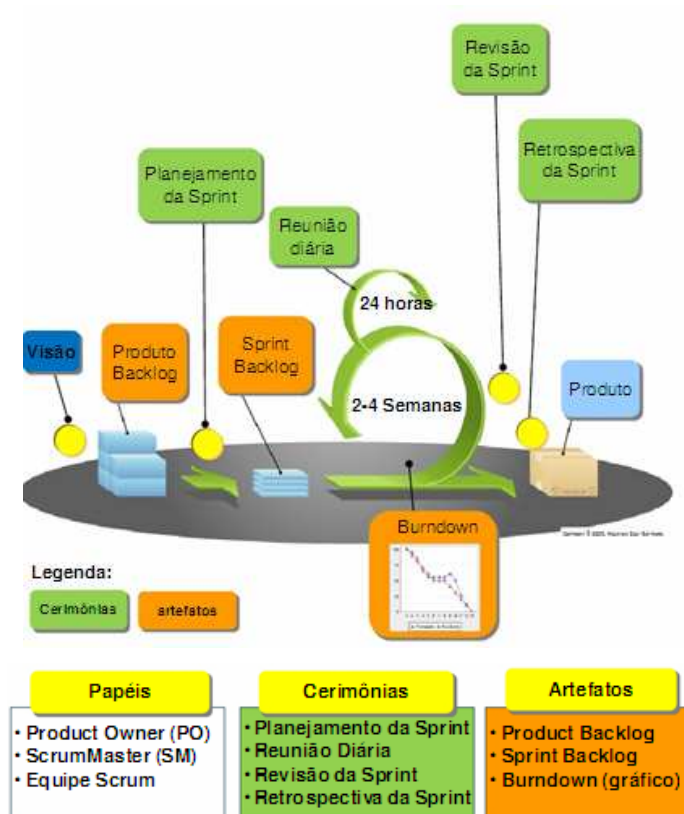 Revisão
da Sprint
Retrospectiva
da Sprint
Planejamento
da Sprint
Reunião
diária
24 horas
Visão
Produto
Backlog
Sprint
Backlog
2-4 Semanas
Produto
Burndown
Legenda:
Cerimônias
artefatos
Papéis
• Product Owner (PO)
• ScrumMaster (SM)
• Equipe Scrum
Cerimônias
• Planejamento da Sprint
• Reunião Diária
• Revisão da Sprint
• Retrospectiva da Sprint
Artefatos
• Product Backlog
• Sprint Backlog
• Burndown (gráfico)